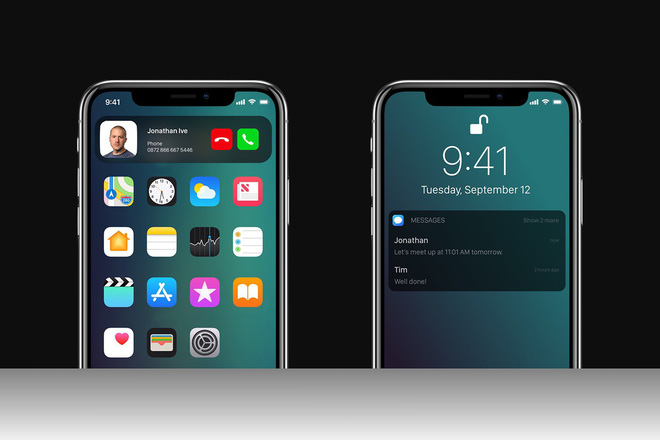 9:41
Jonathan Ive
Phone
0872 866 667 5446
NEWS
9:41
Tuesday, September 12
MESSAGES
Show 2 more
Jonathan
now
Let's meet up at 11:01 AM tomorrow.
Tim
2 hours ago
Well done!